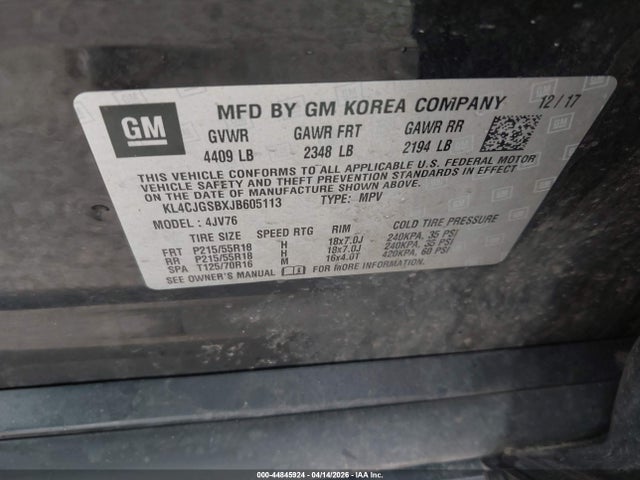 GM
MFD BY GM KOREA COMPANY 12/17
GVWR GAWR FRT GAWR RR
4409 LB 2348 LB 2194 LB
THIS VEHICLE CONFORMS TO ALL APPLICABLE U.S. FEDERAL MOTOR
VEHICLE SAFETY AND THEFT PREVENTION STANDARDS IN EFFECT
ON THE DATE OF MANUFACTURE SHOWN ABOVE.
KL4CJGSBXJB605113 TYPE: MPV
MODEL: 4JV76
TIRE SIZE SPEED RTG RIM COLD TIRE PRESSURE
FRT P215/55R18 H 18x7.0J 240KPA, 35 PSI
RR P215/55R18 H 18x7.0J 240KPA, 35 PSI
SPA T125/70R16 M 16x4.0T 420KPA, 60 PSI
SEE OWNER'S MANUAL FOR MORE INFORMATION.
000-44845924 | 04/14/2026 | IAA Inc.